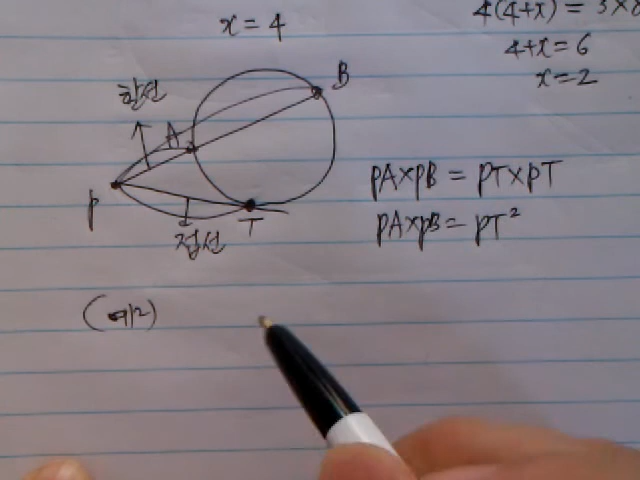 x = 4
4(4+x) = 3×8
4+x = 6
x = 2
할선
A
B
P
T
접선
PA×PB = PT×PT
PA×PB = PT²
(예2)